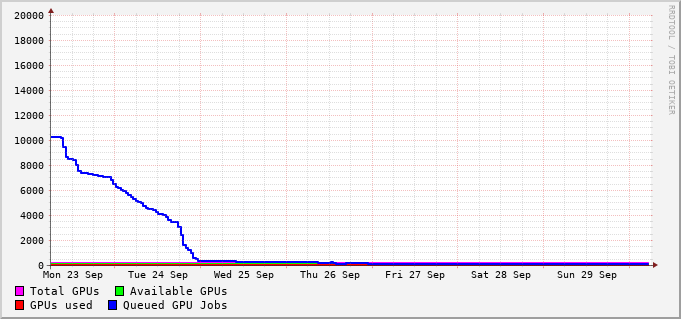 RRDTOOL / TOBI OETIKER
20000
18000
16000
14000
12000
10000
8000
6000
4000
2000
0
Mon 23 Sep Tue 24 Sep Wed 25 Sep Thu 26 Sep Fri 27 Sep Sat 28 Sep Sun 29 Sep
Total GPUs Available GPUs
GPUs used Queued GPU Jobs